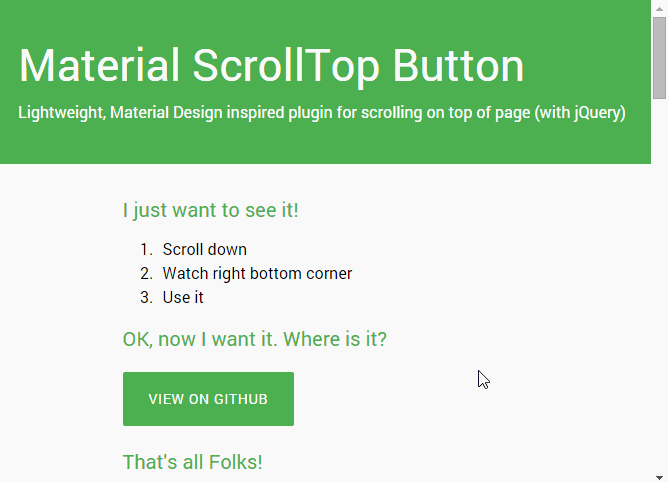 Material ScrollTop Button
Lightweight, Material Design inspired plugin for scrolling on top of page (with jQuery)
I just want to see it!
1. Scroll down
2. Watch right bottom corner
3. Use it
OK, now I want it. Where is it?
VIEW ON GITHUB
That's all Folks!